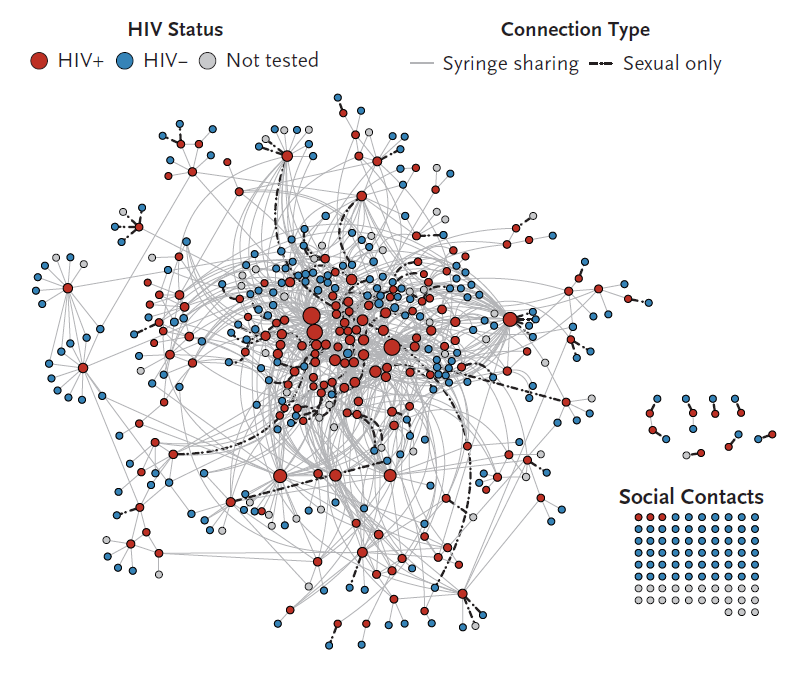 HIV Status
HIV+ HIV– Not tested
Connection Type
Syringe sharing Sexual only
Social Contacts